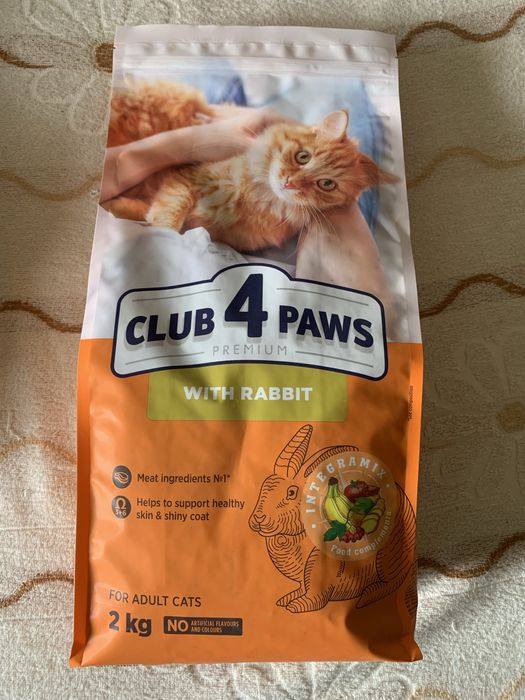 CLUB 4 PAWS
PREMIUM
WITH RABBIT
Meat ingredients №1*
Helps to support healthy
skin & shiny coat
INTEGRAMIX
Food complement
FOR ADULT CATS
2 kg
NO ARTIFICIAL FLAVOURS
AND COLOURS